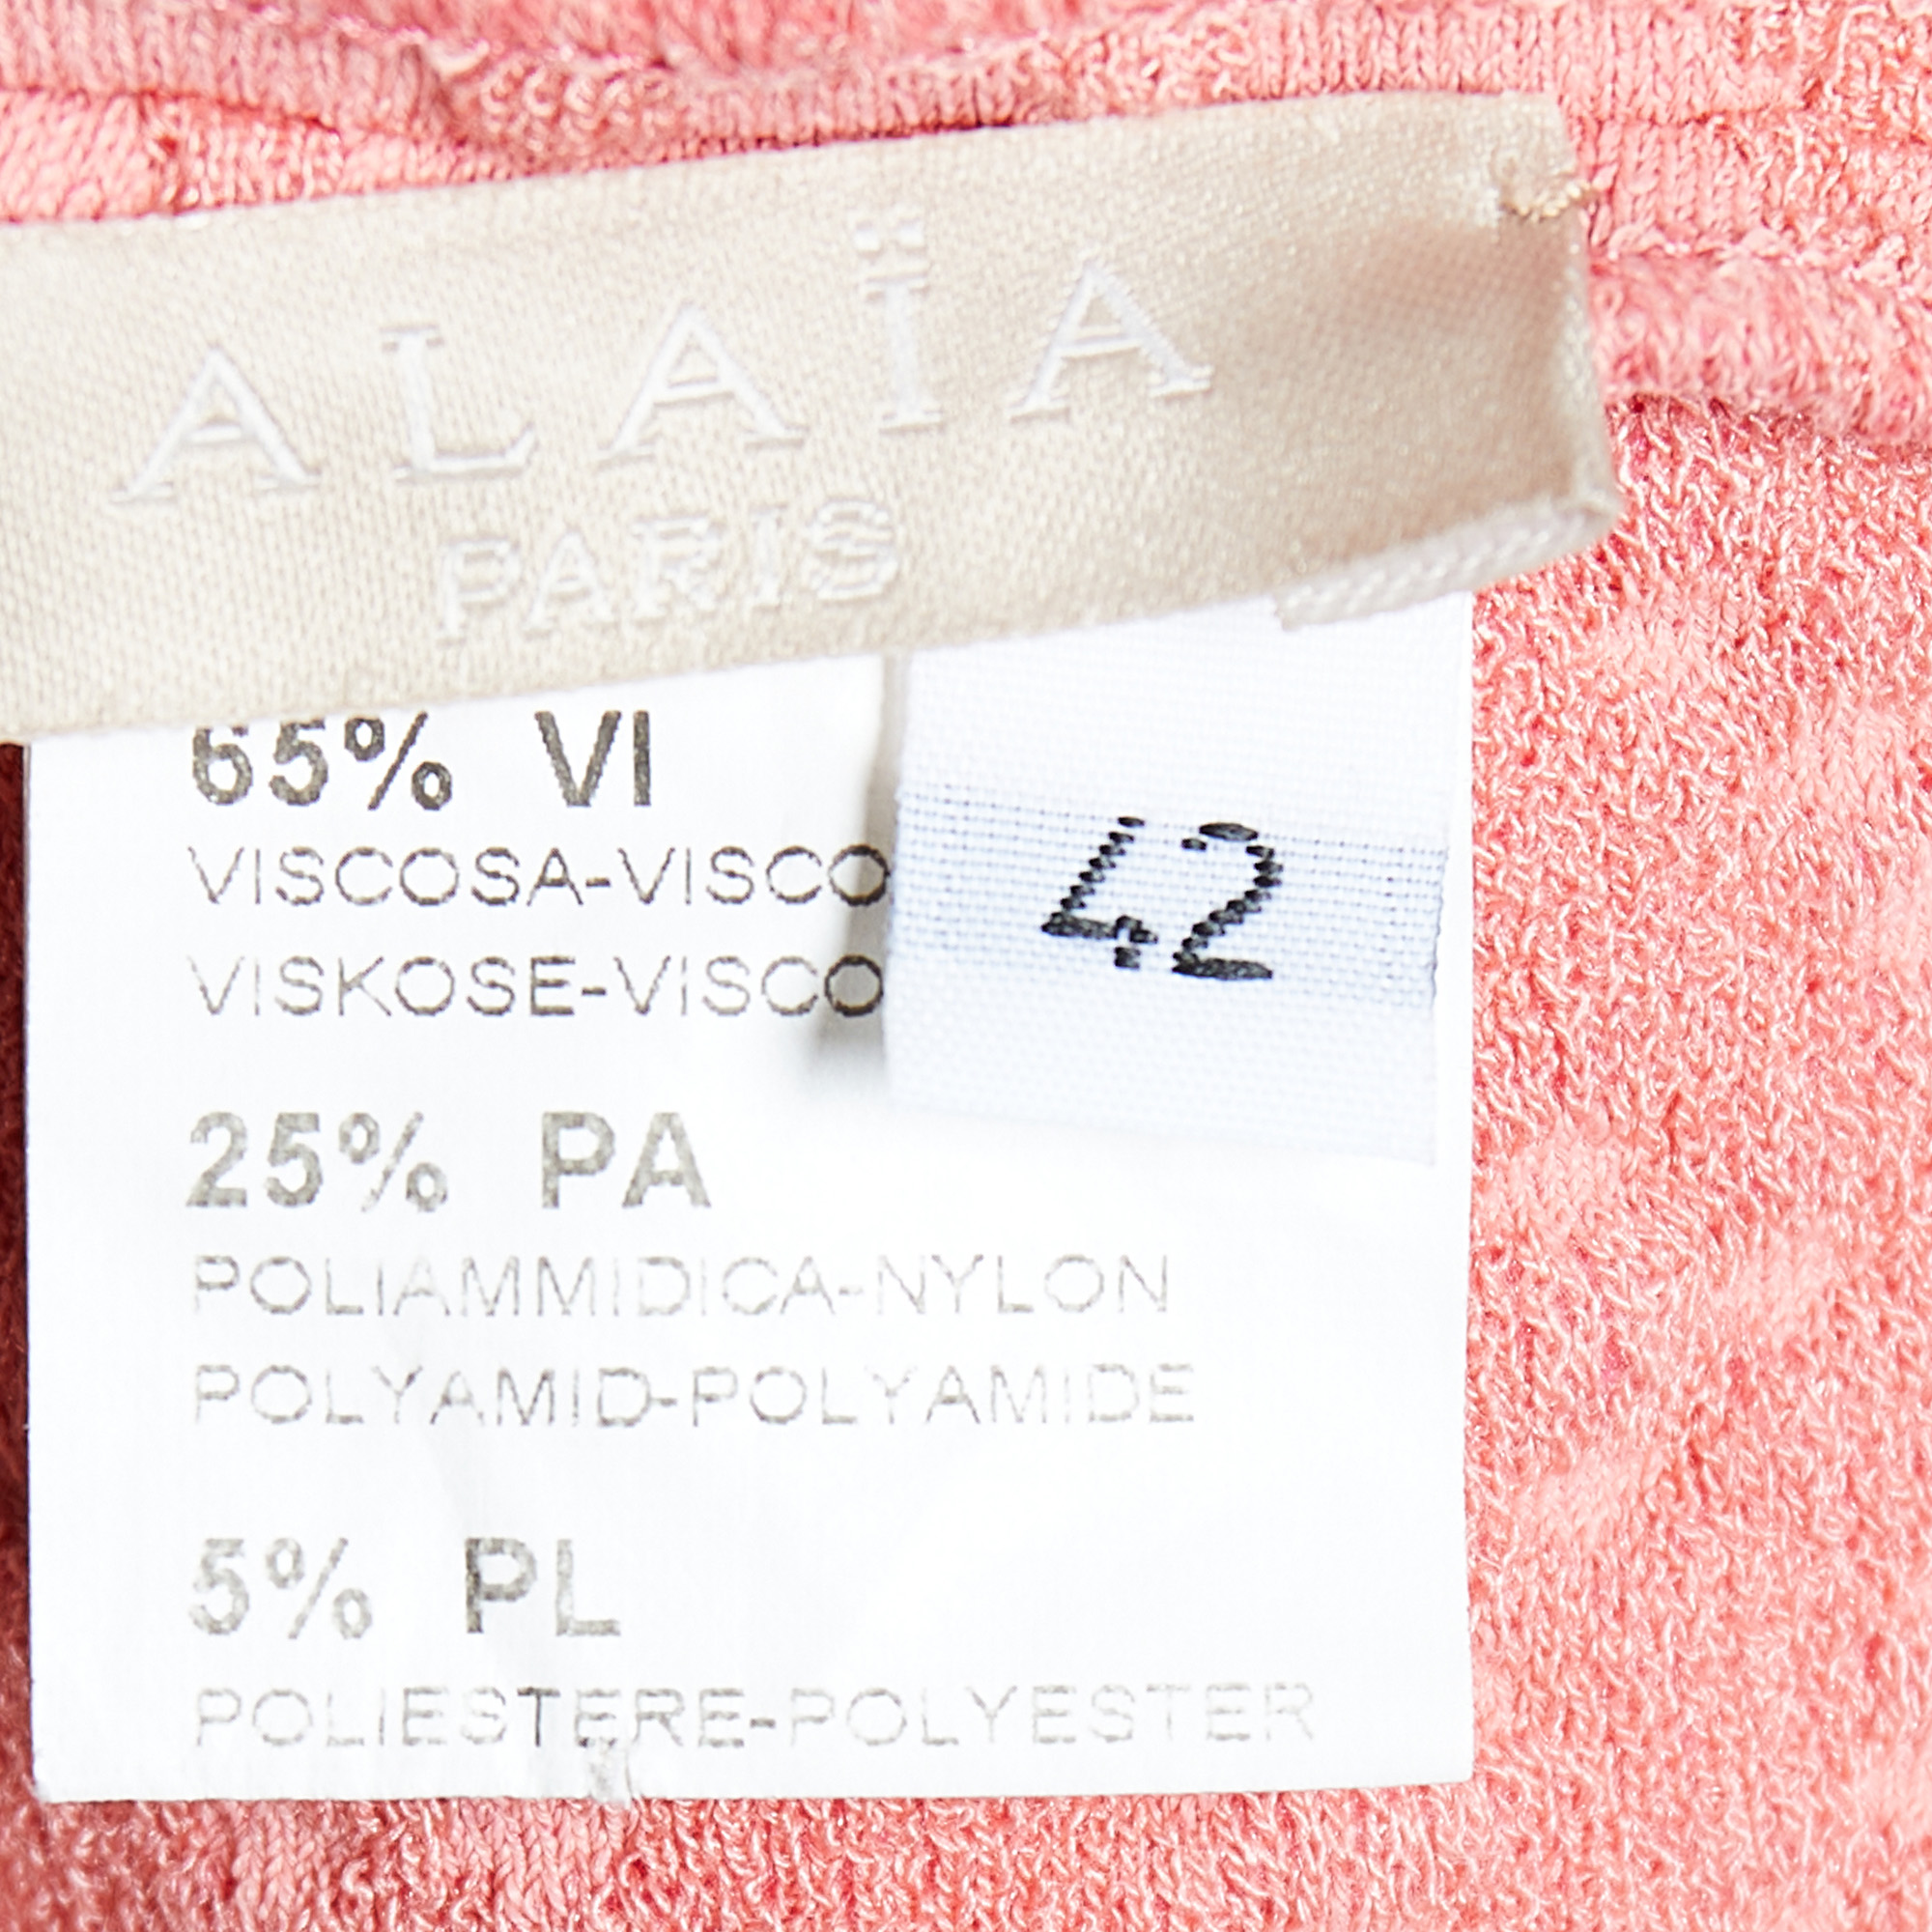 ALAÏA
PARIS
65% VI
VISCOSA-VISCO
VISKOSE-VISCO
42
25% PA
POLIAMMIDICA-NYLON
POLYAMID-POLYAMIDE
5% PL
POLIESTERE-POLYESTER